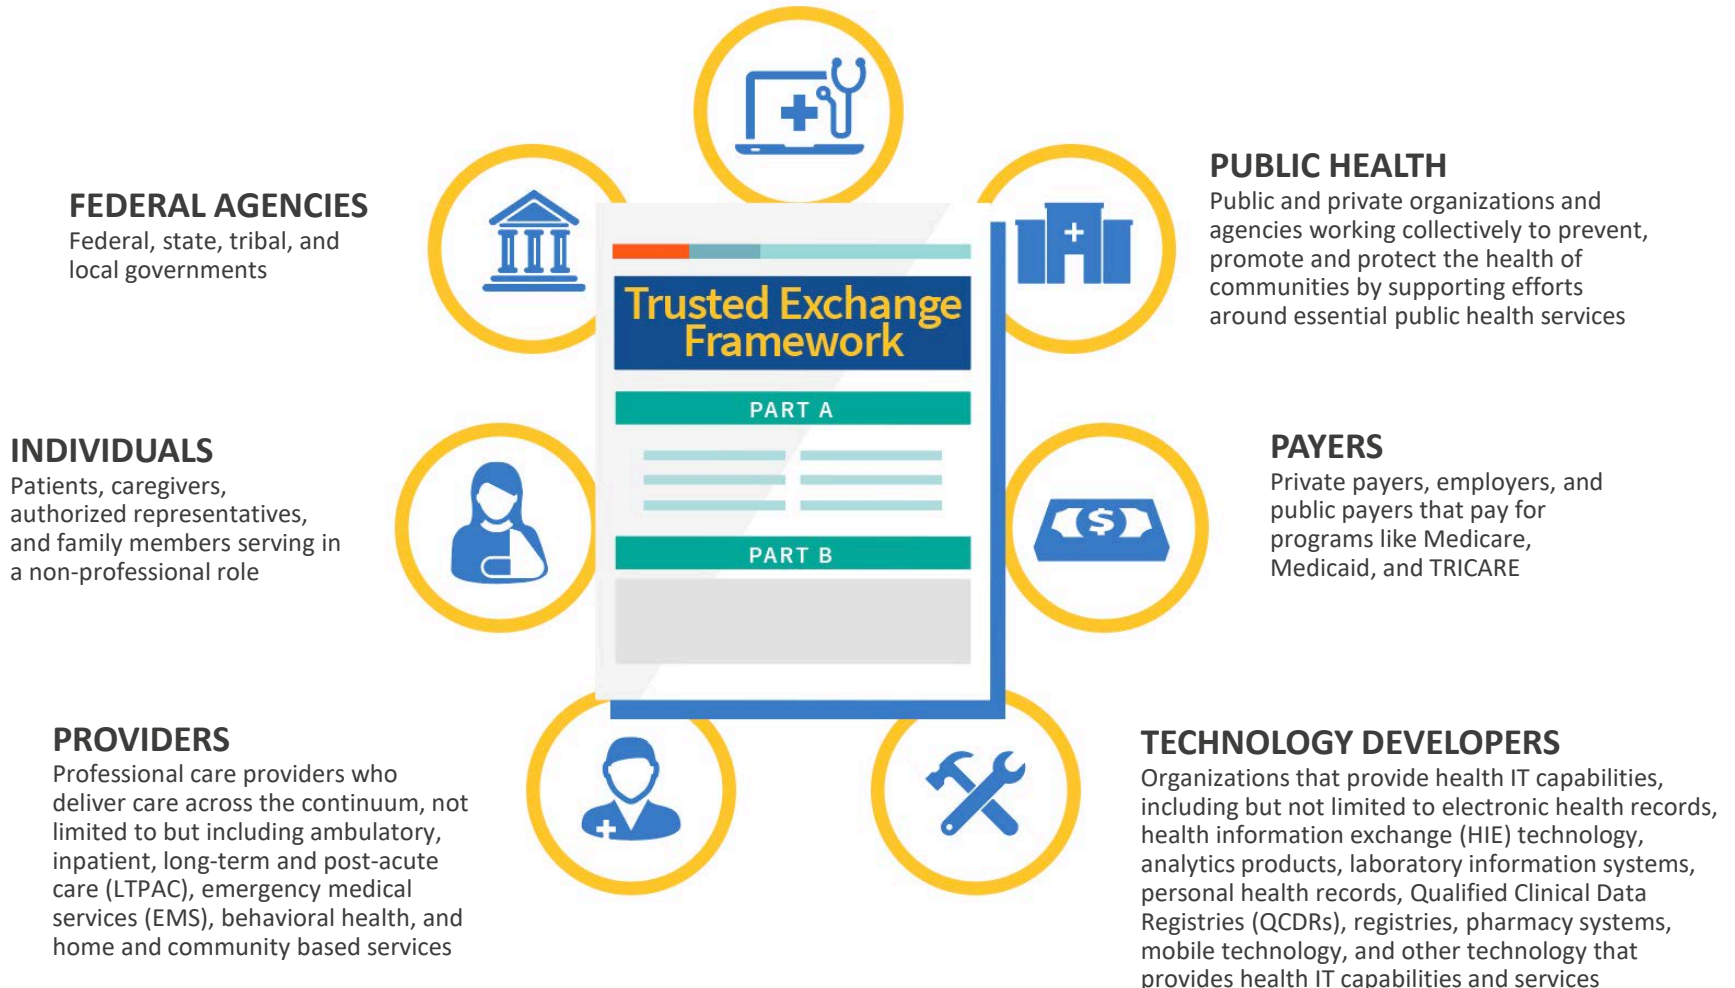 FEDERAL AGENCIES
Federal, state, tribal, and
local governments
INDIVIDUALS
Patients, caregivers,
authorized representatives,
and family members serving in
a non-professional role
PROVIDERS
Professional care providers who
deliver care across the continuum, not
limited to but including ambulatory,
inpatient, long-term and post-acute
care (LTPAC), emergency medical
services (EMS), behavioral health, and
home and community based services
Trusted Exchange
Framework
PART A
PART B
$
PUBLIC HEALTH
Public and private organizations and
agencies working collectively to prevent,
promote and protect the health of
communities by supporting efforts
around essential public health services
PAYERS
Private payers, employers, and
public payers that pay for
programs like Medicare,
Medicaid, and TRICARE
TECHNOLOGY DEVELOPERS
Organizations that provide health IT capabilities,
including but not limited to electronic health records,
health information exchange (HIE) technology,
analytics products, laboratory information systems,
personal health records, Qualified Clinical Data
Registries (QCDRs), registries, pharmacy systems,
mobile technology, and other technology that
provides health IT capabilities and services